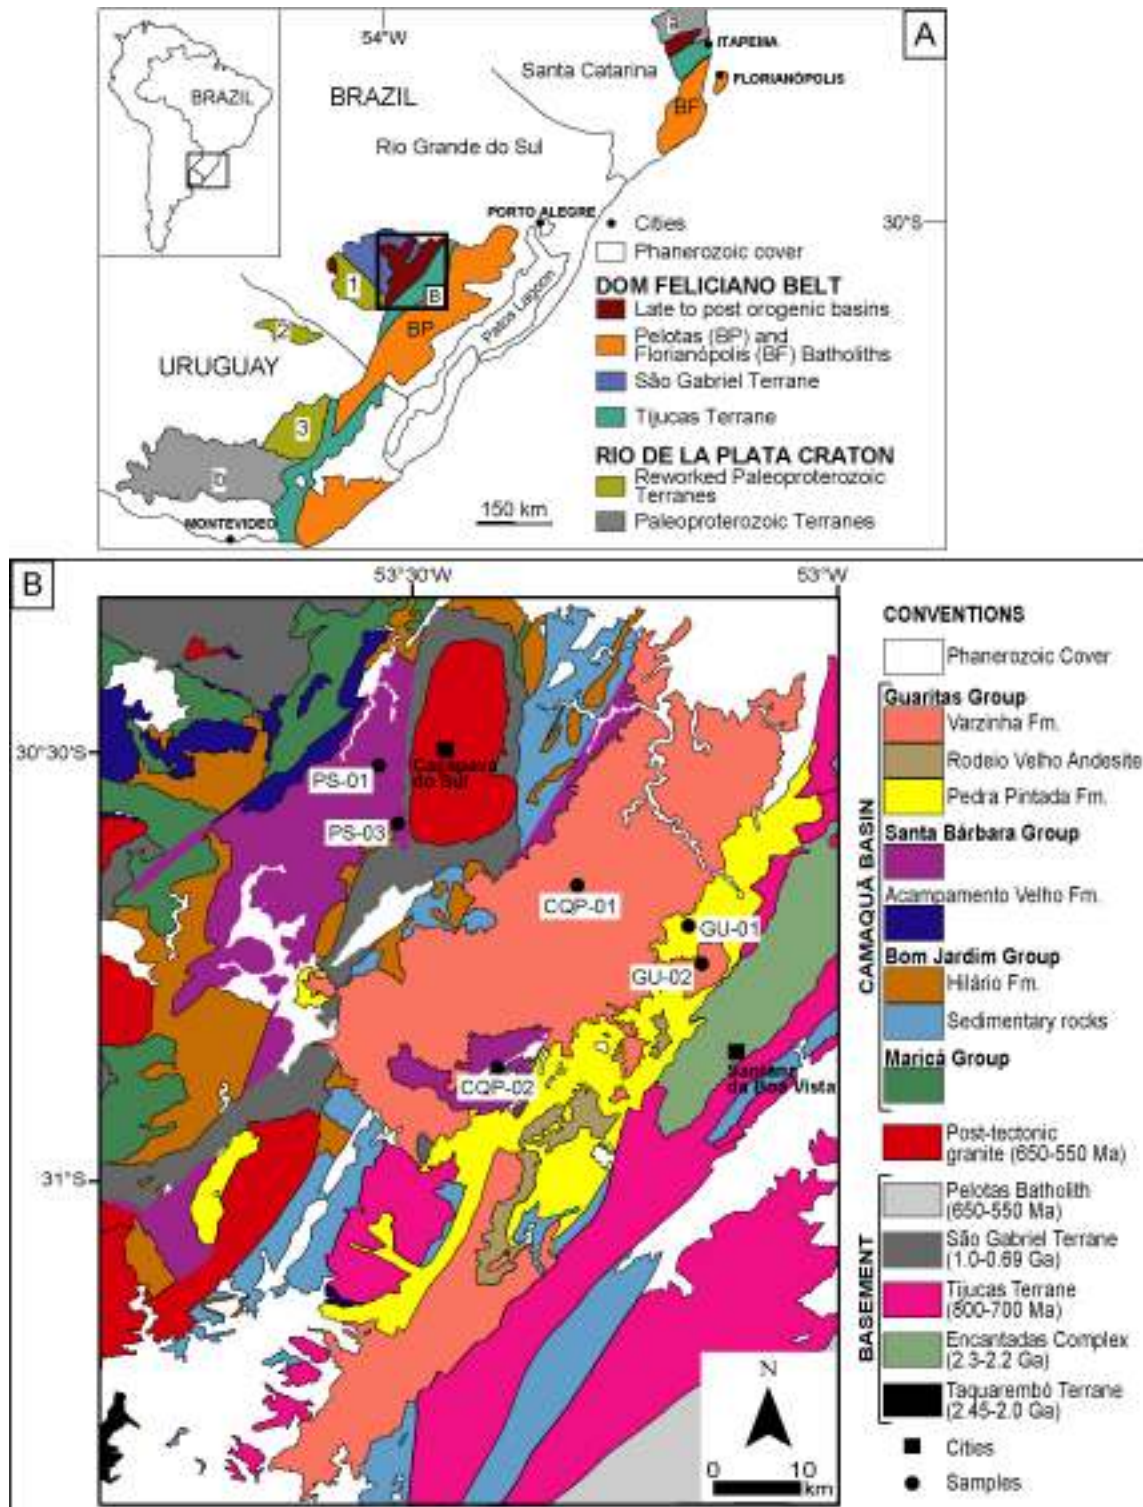 A
54°W
BRAZIL
BRAZIL
Santa Catarina
ITAPEMA
FLORIANÓPOLIS
BF
Rio Grande do Sul
PORTO ALEGRE
30°S
Cities
Phanerozoic cover
DOM FELICIANO BELT
Late to post orogenic basins
Pelotas (BP) and
Florianópolis (BF) Batholiths
São Gabriel Terrane
Tijucas Terrane
RIO DE LA PLATA CRATON
Reworked Paleoproterozoic
Terranes
Paleoproterozoic Terranes
1
B
BP
Patos Lagoon
2
URUGUAY
3
MONTEVIDEO
150 km
B
53°30'W
53°W
30°30'S
31°S
Caçapava
do Sul
PS-01
PS-03
CQP-01
GU-01
GU-02
CQP-02
Santana
da Boa Vista
N
0 10
km
CONVENTIONS
Phanerozoic Cover
CAMAQUÃ BASIN
Guaritas Group
Varzinha Fm.
Rodeio Velho Andesite
Pedra Pintada Fm.
Santa Bárbara Group
Acampamento Velho Fm.
Bom Jardim Group
Hilário Fm.
Sedimentary rocks
Maricá Group
Post-tectonic
granite (650-550 Ma)
BASEMENT
Pelotas Batholith
(650-550 Ma)
São Gabriel Terrane
(1.0-0.69 Ga)
Tijucas Terrane
(800-700 Ma)
Encantadas Complex
(2.3-2.2 Ga)
Taquarembó Terrane
(2.45-2.0 Ga)
Cities
Samples